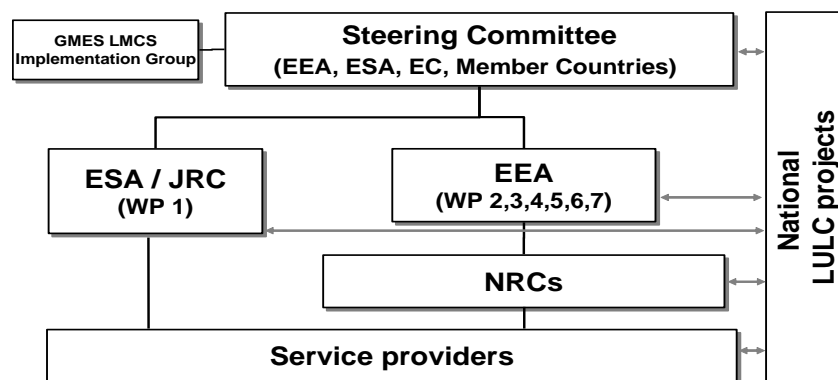 GMES LMCS
Implementation Group
Steering Committee
(EEA, ESA, EC, Member Countries)
ESA / JRC
(WP 1)
EEA
(WP 2,3,4,5,6,7)
NRCs
Service providers
National
LULC projects